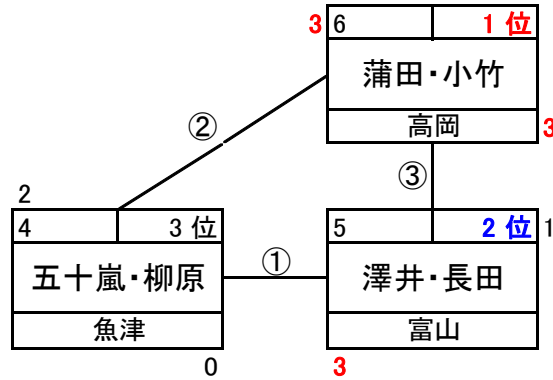 3 6 1 位
蒲田・小竹
高岡 3
②
③
2
4 3 位
5 2 位 1
五十嵐・柳原
①
澤井・長田
魚津
富山
0
3